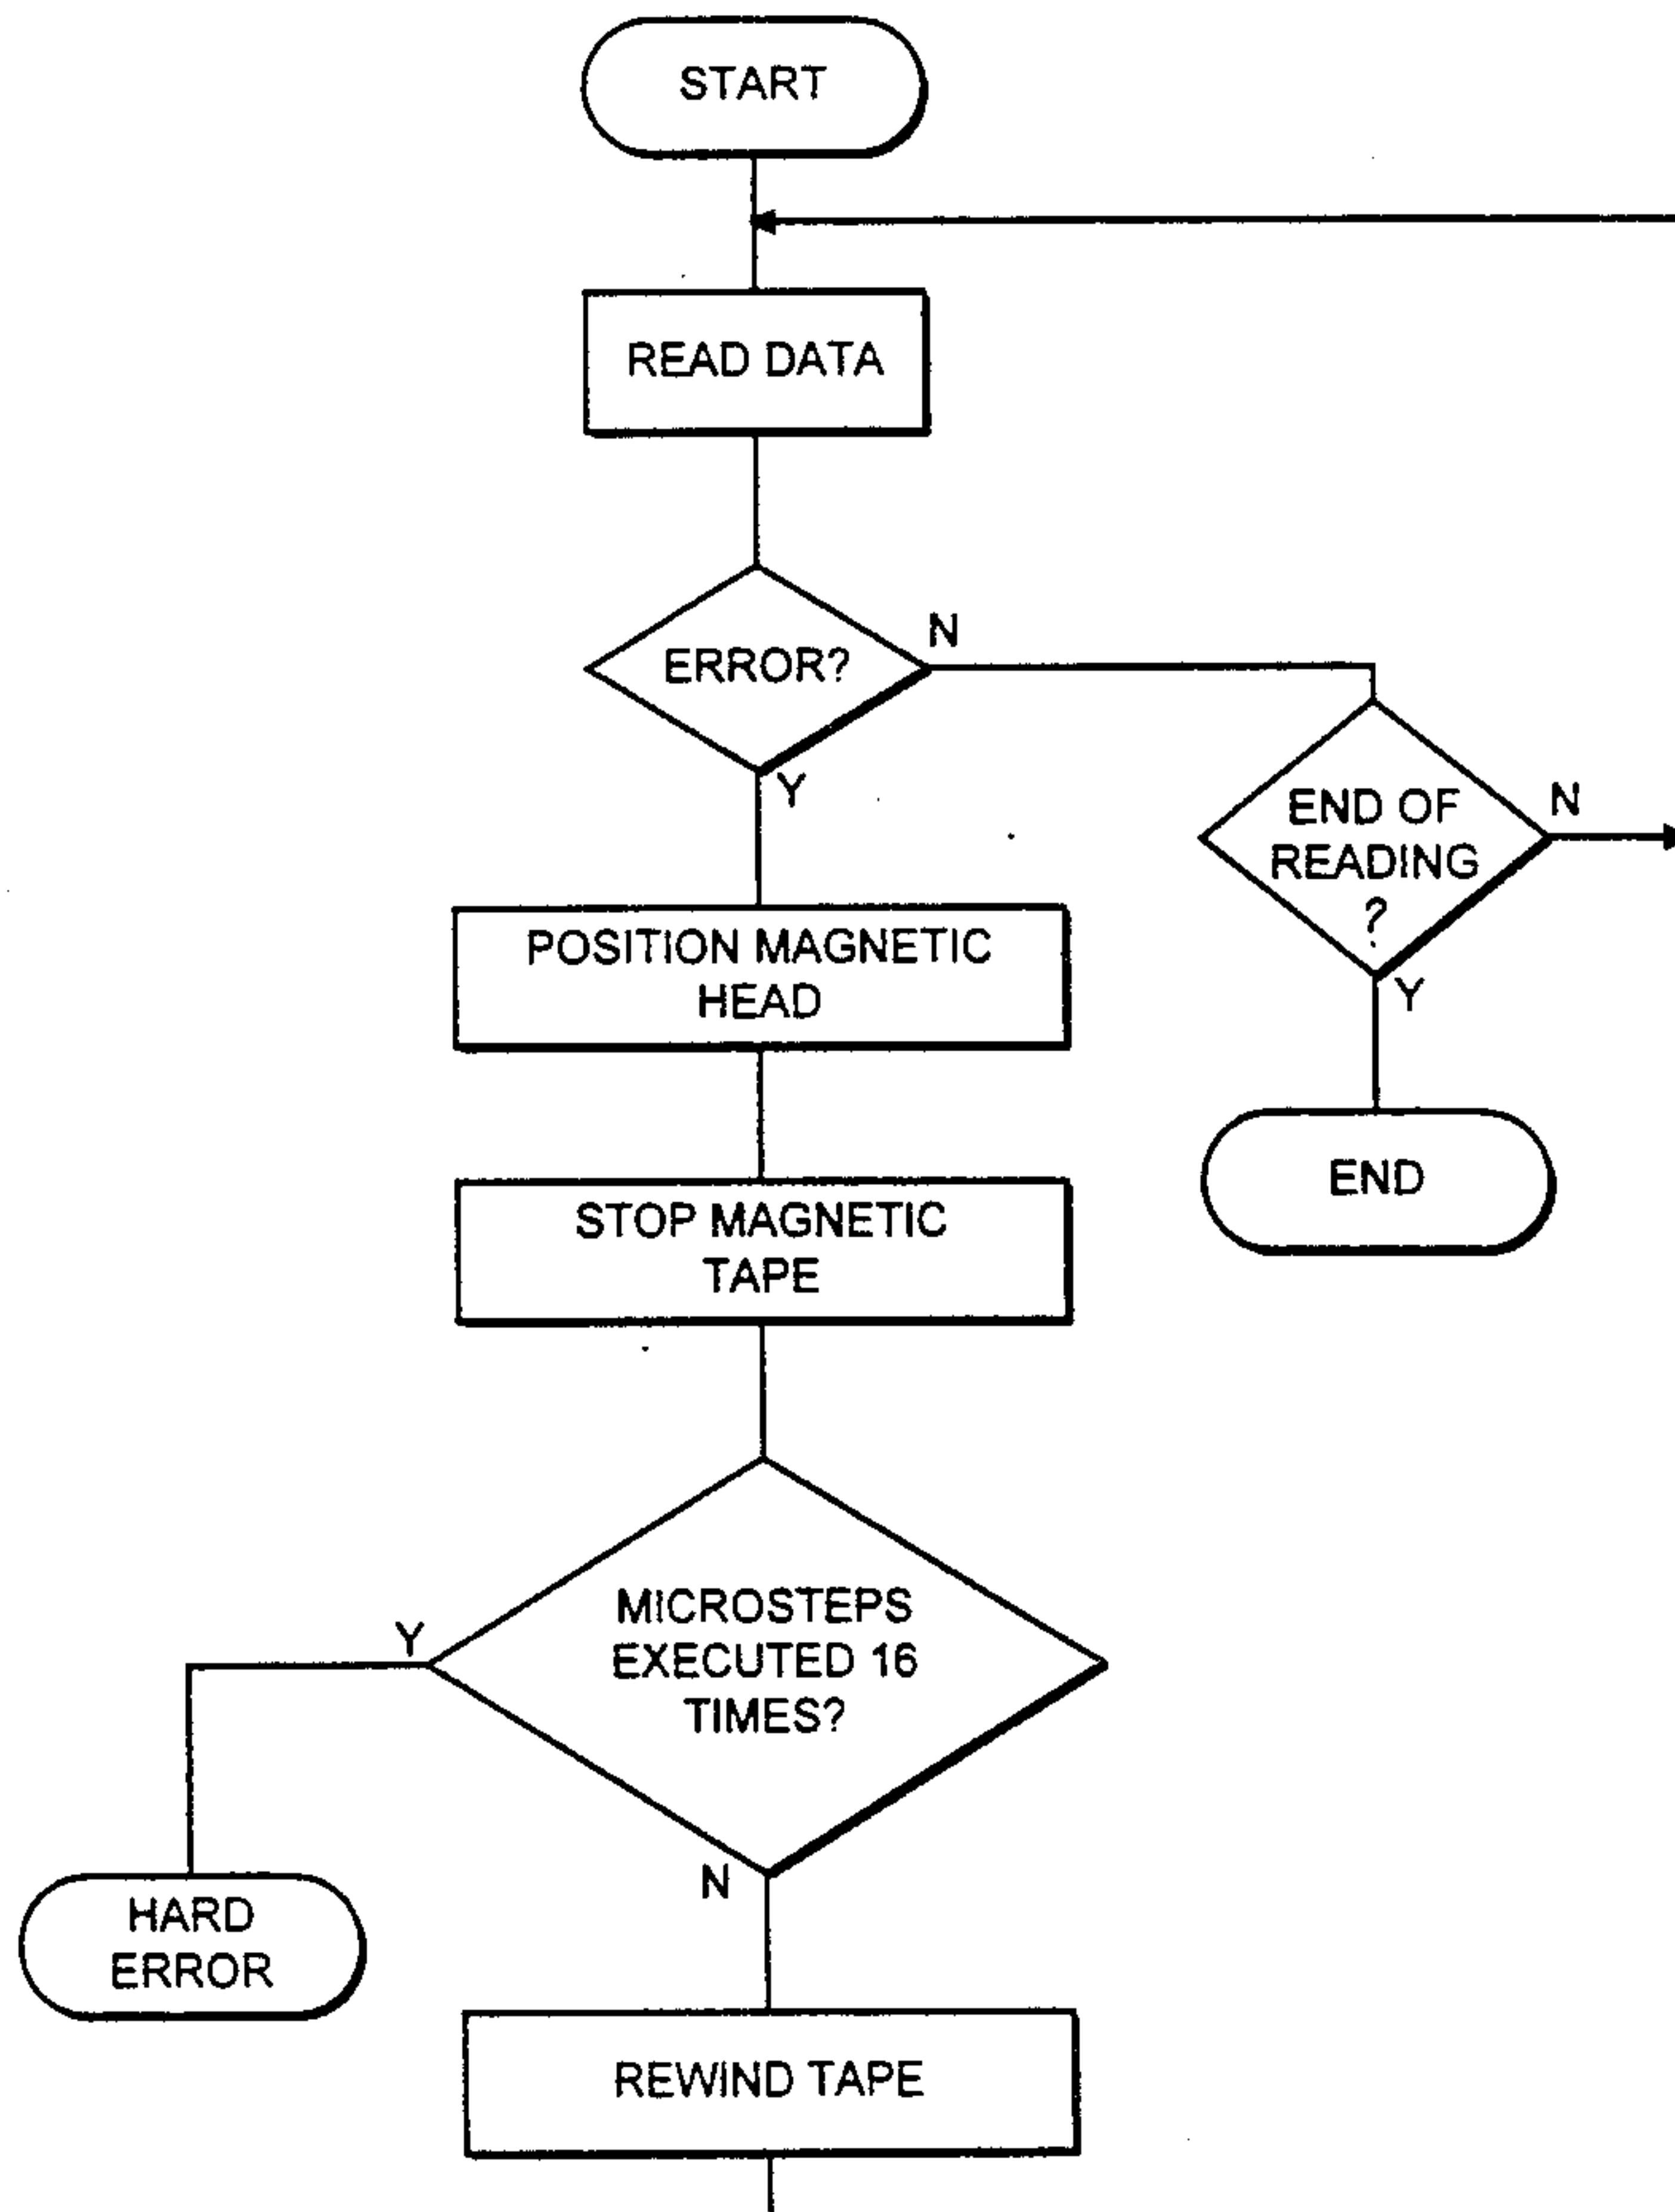 START
READ DATA
ERROR?
N
Y
END OF
READING
?
N
Y
POSITION MAGNETIC
HEAD
END
STOP MAGNETIC
TAPE
MICROSTEPS
EXECUTED 16
TIMES?
Y
N
HARD
ERROR
REWIND TAPE